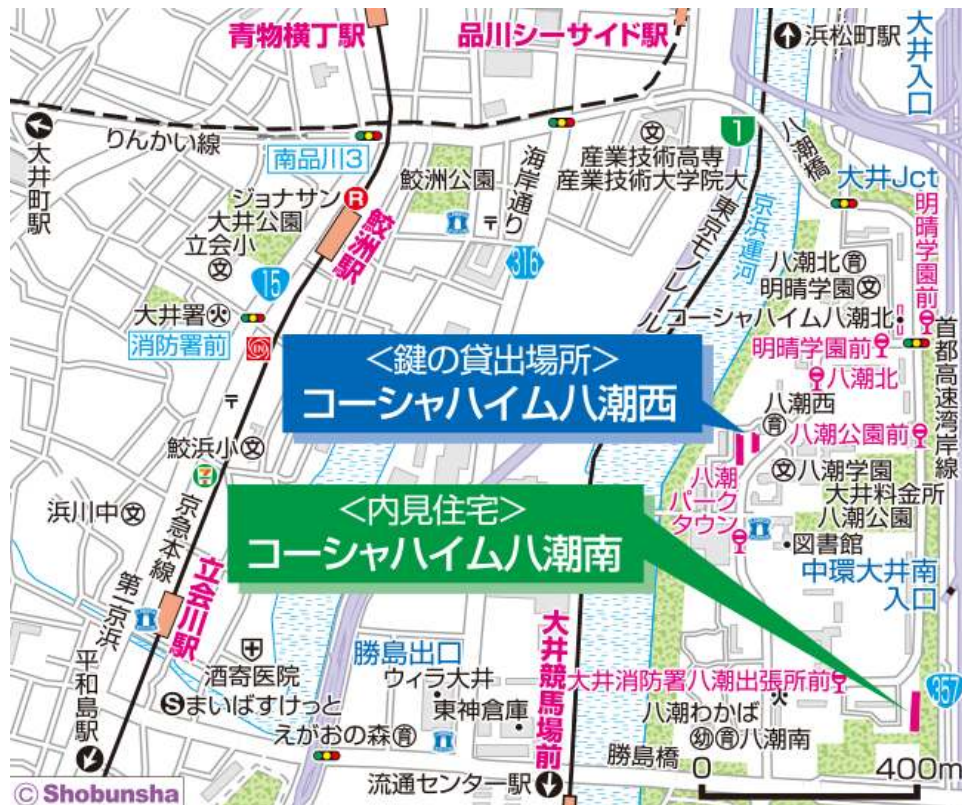 青物横丁駅
品川シーサイド駅
浜松町駅
大井入口
大井町駅
りんかい線
南品川3
海岸通り
産業技術高専
産業技術大学院大
1
八潮橋
ジョナサン
R
大井公園
立会小
文
鮫洲公園
〒
鮫洲駅
15
316
東京モノレール
京浜運河
大井Jct
明晴学園前
八潮北育
明晴学園文
コーシャハイム八潮北
首都高速湾岸線
大井署火
消防署前
IN
明晴学園前
八潮北
<鍵の貸出場所>
コーシャハイム八潮西
八潮西
育
八潮公園前
〒
鮫浜小文
7
文八潮学園
大井料金所
八潮公園
八潮
パーク
タウン
図書館
浜川中文
<内見住宅>
コーシャハイム八潮南
中環大井南
入口
京急本線
第一京浜
立会川駅
平和島駅
酒寄医院
Sまいばすけっと
えがおの森育
勝島出口
ウィラ大井
東神倉庫
大井競馬場前
大井消防署八潮出張所前
357
八潮わかば
幼育八潮南
勝島橋
流通センター駅
0 400m
© Shobunsha